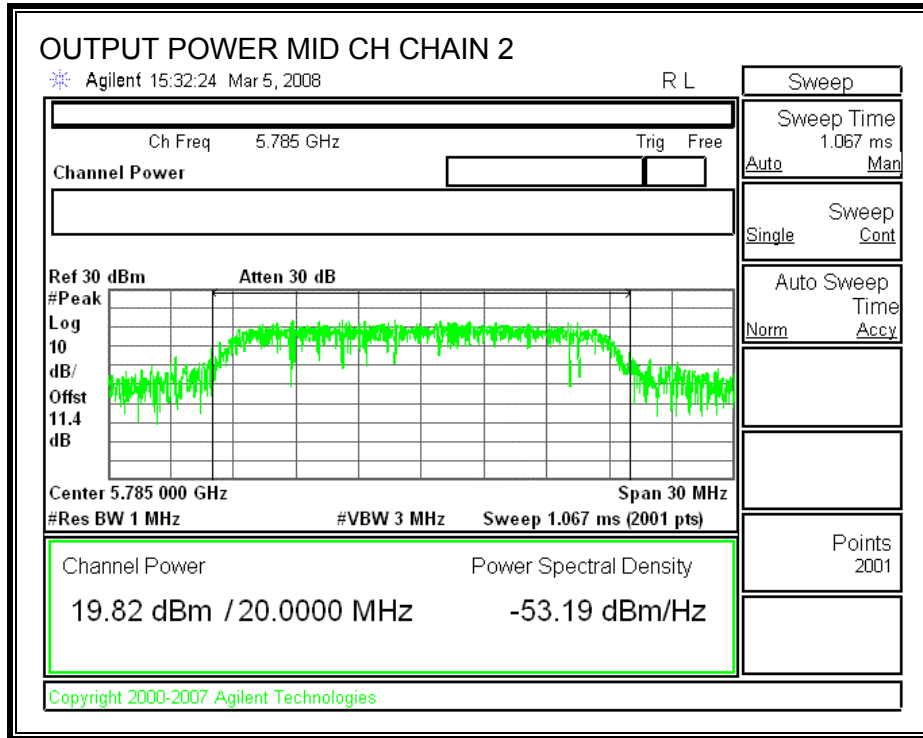 OUTPUT POWER MID CH CHAIN 2
Agilent 15:32:24 Mar 5, 2008 R L
Ch Freq 5.785 GHz Trig Free
Channel Power
Ref 30 dBm Atten 30 dB
#Peak
Log
10
dB/
Offst
11.4
dB
Center 5.785 000 GHz Span 30 MHz
#Res BW 1 MHz #VBW 3 MHz Sweep 1.067 ms (2001 pts)
Channel Power Power Spectral Density
19.82 dBm / 20.0000 MHz -53.19 dBm/Hz
Copyright 2000-2007 Agilent Technologies
Sweep
Sweep Time
1.067 ms
Auto Man
Sweep
Single Cont
Auto Sweep
Time
Norm Accy
Points
2001